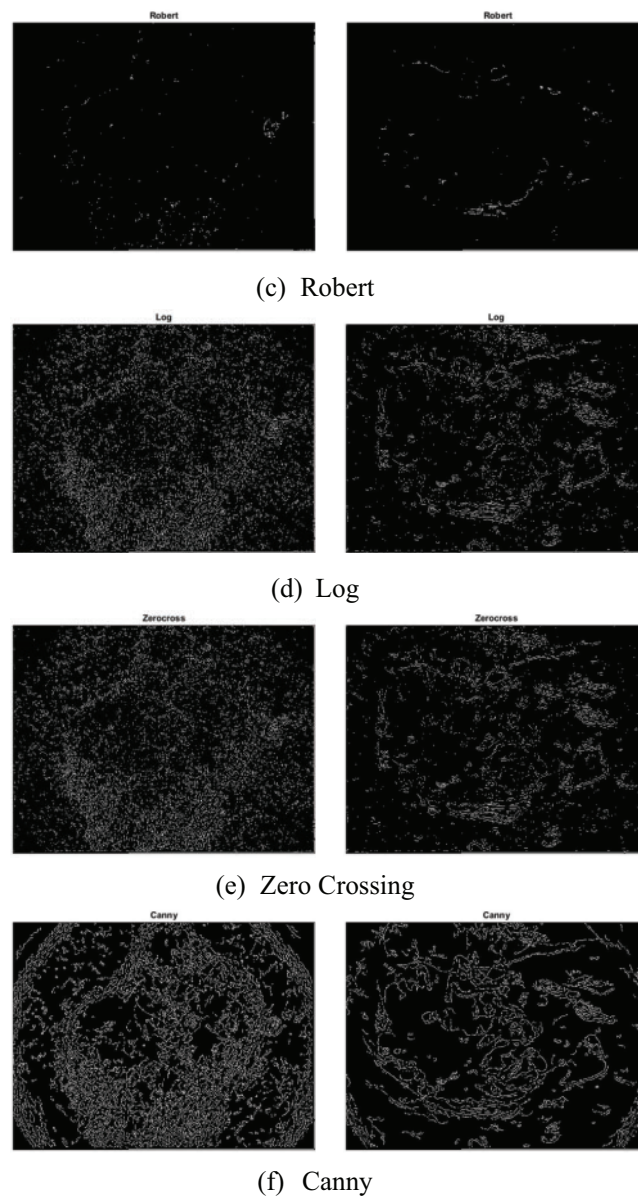 Robert Robert
(c) Robert
Log Log
(d) Log
Zerocross Zerocross
(e) Zero Crossing
Canny Canny
(f) Canny